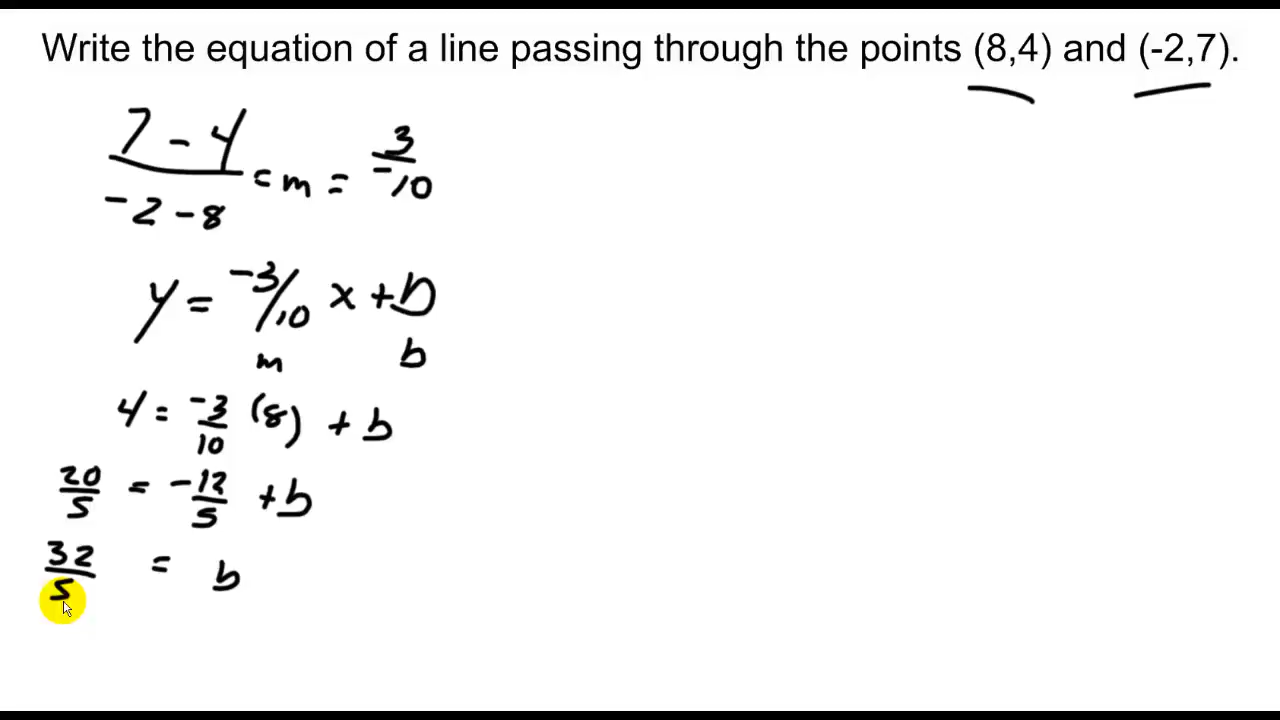 Write the equation of a line passing through the points (8,4) and (-2,7).
7 - 4
-2 - 8
= m = 3/-10
y = -3/10 x + b
m b
4 = -3/10 (8) + b
20/5 = -12/5 + b
32/5 = b